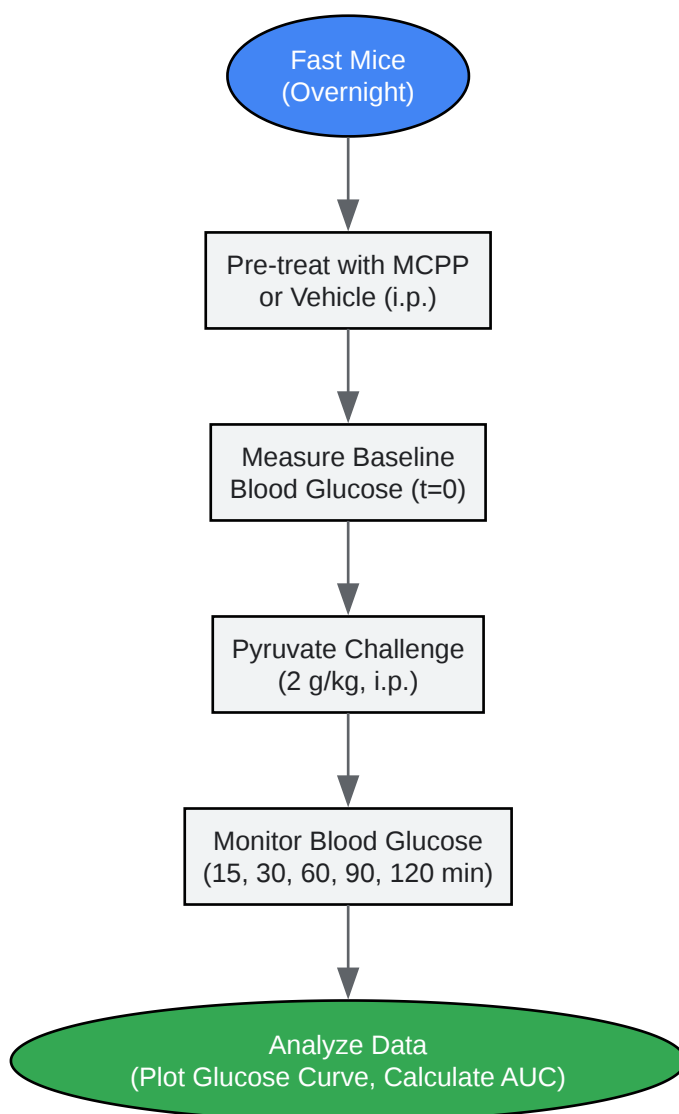 Fast Mice
(Overnight)
Pre-treat with MCPP
or Vehicle (i.p.)
Measure Baseline
Blood Glucose (t=0)
Pyruvate Challenge
(2 g/kg, i.p.)
Monitor Blood Glucose
(15, 30, 60, 90, 120 min)
Analyze Data
(Plot Glucose Curve, Calculate AUC)